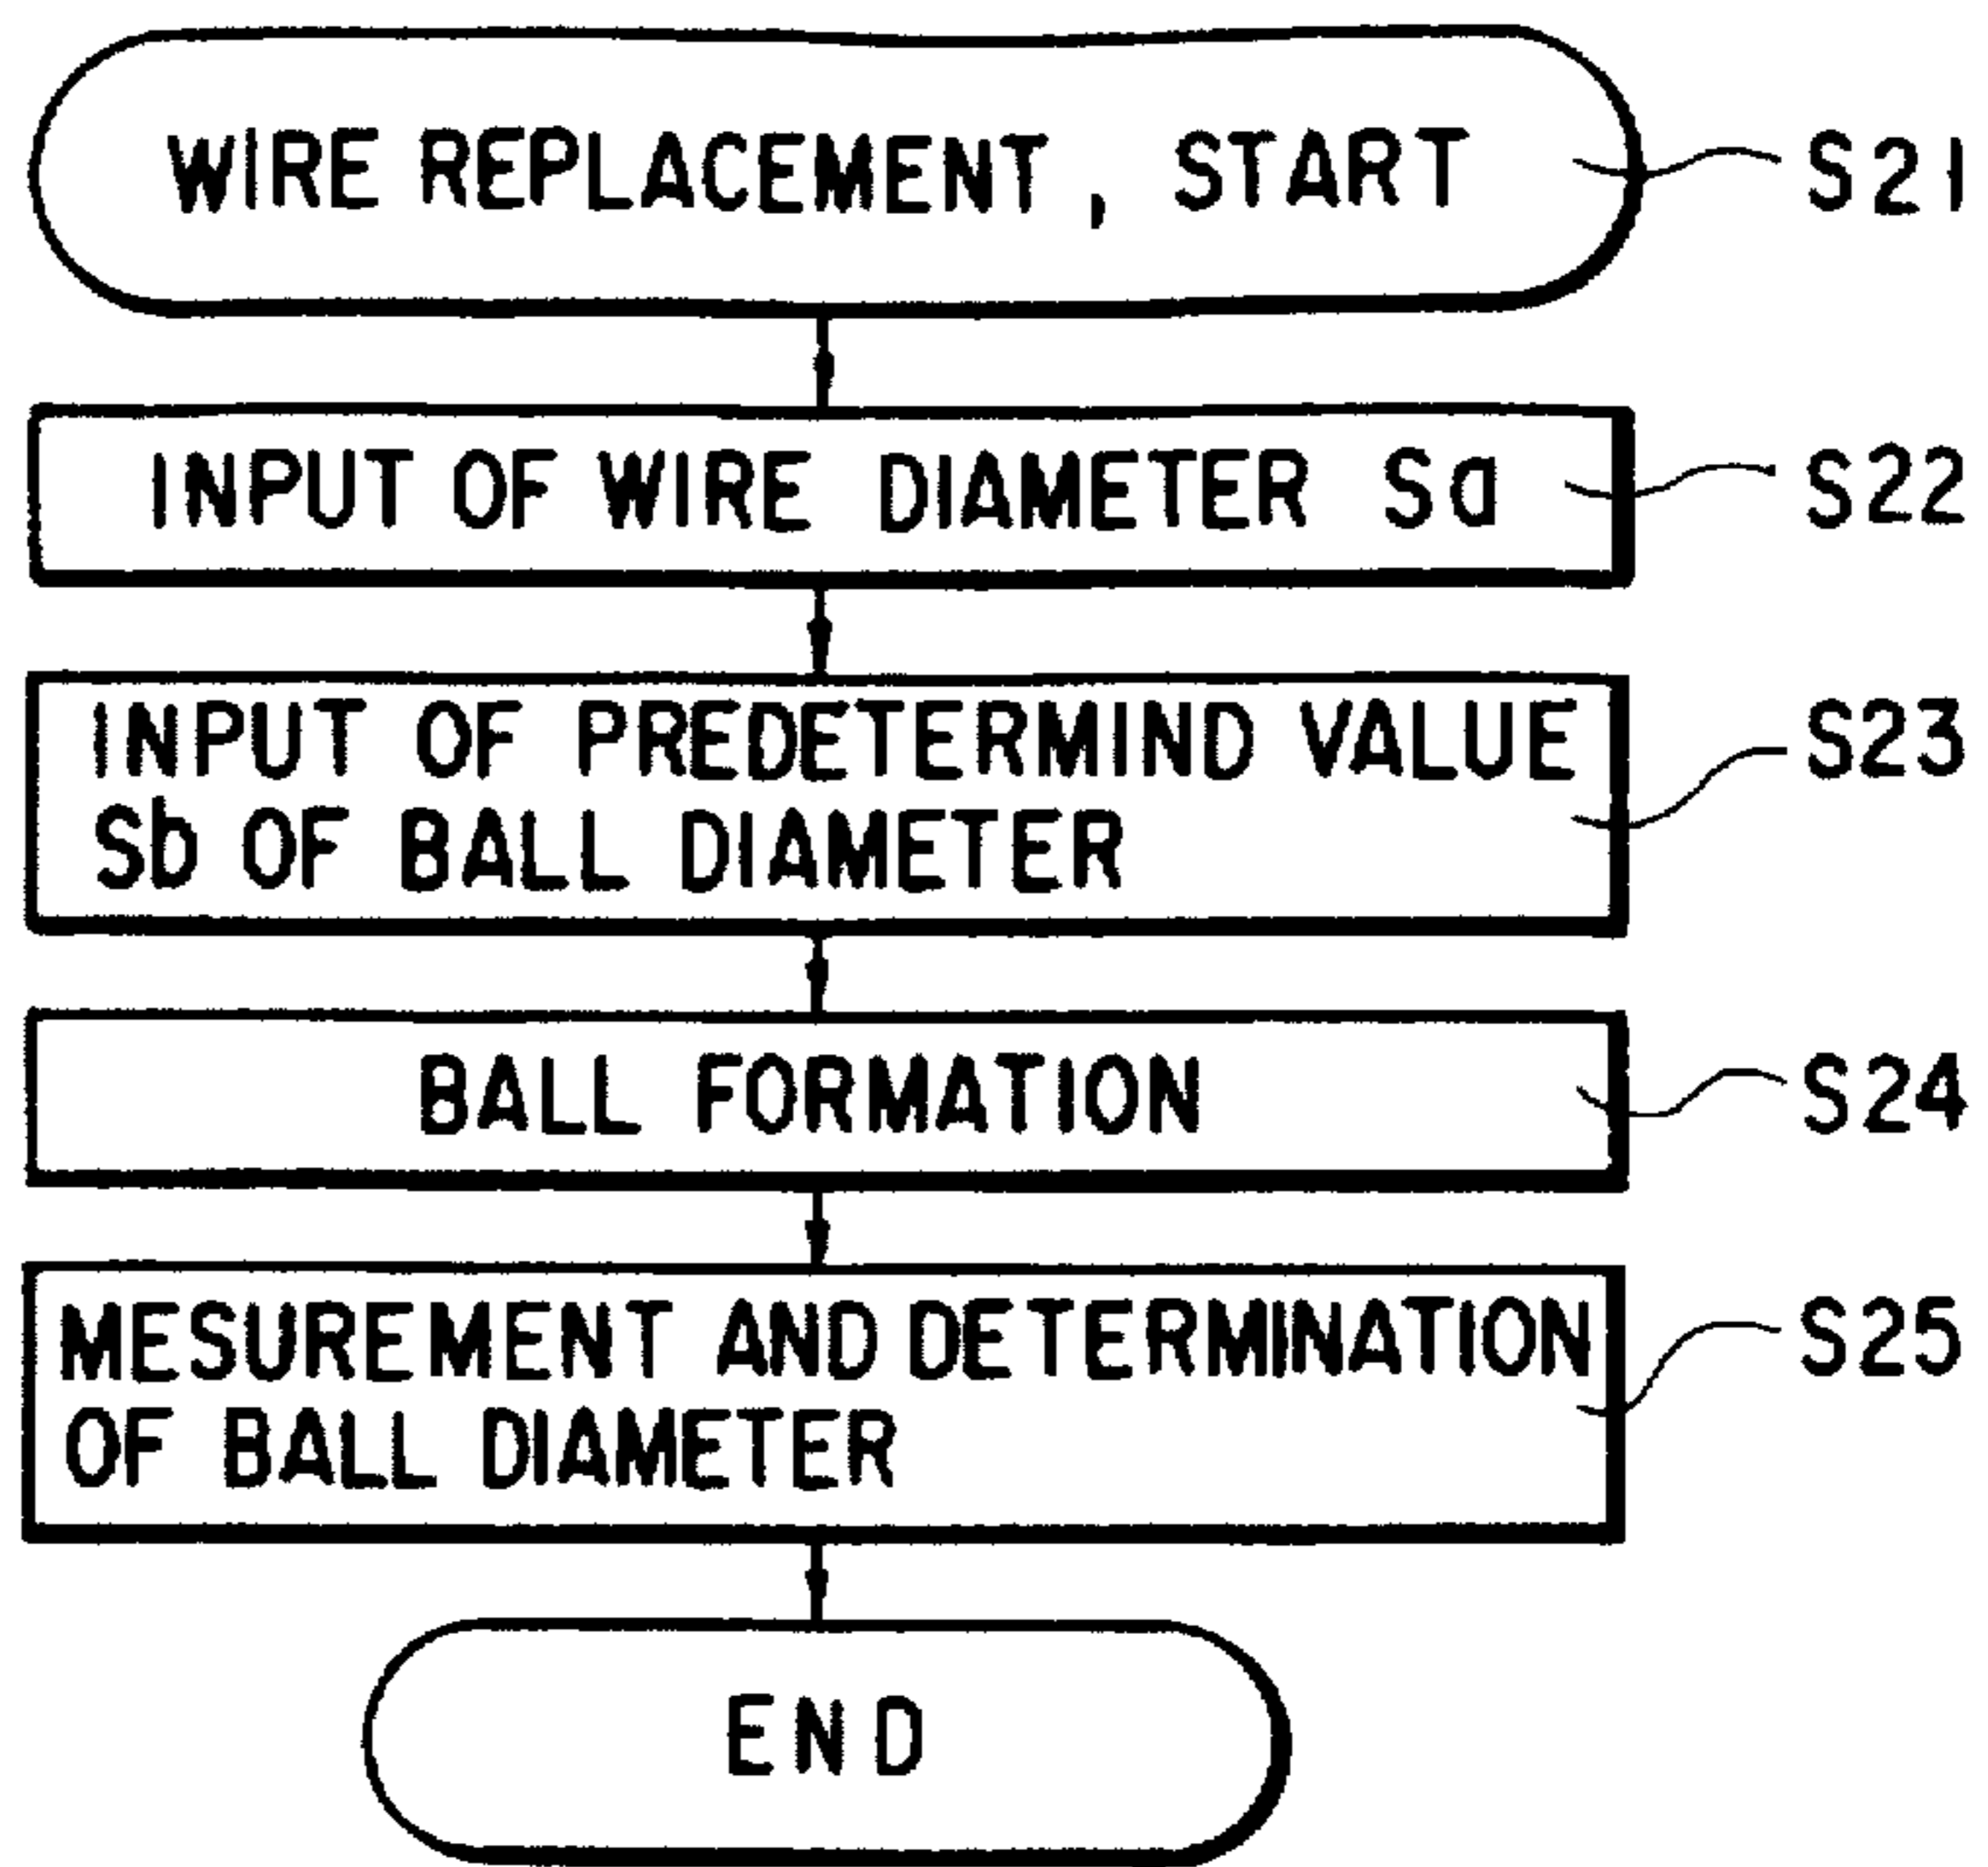 WIRE REPLACEMENT, START S21
INPUT OF WIRE DIAMETER Sa S22
INPUT OF PREDETERMIND VALUE S23
Sb OF BALL DIAMETER
BALL FORMATION S24
MESUREMENT AND DETERMINATION S25
OF BALL DIAMETER
END